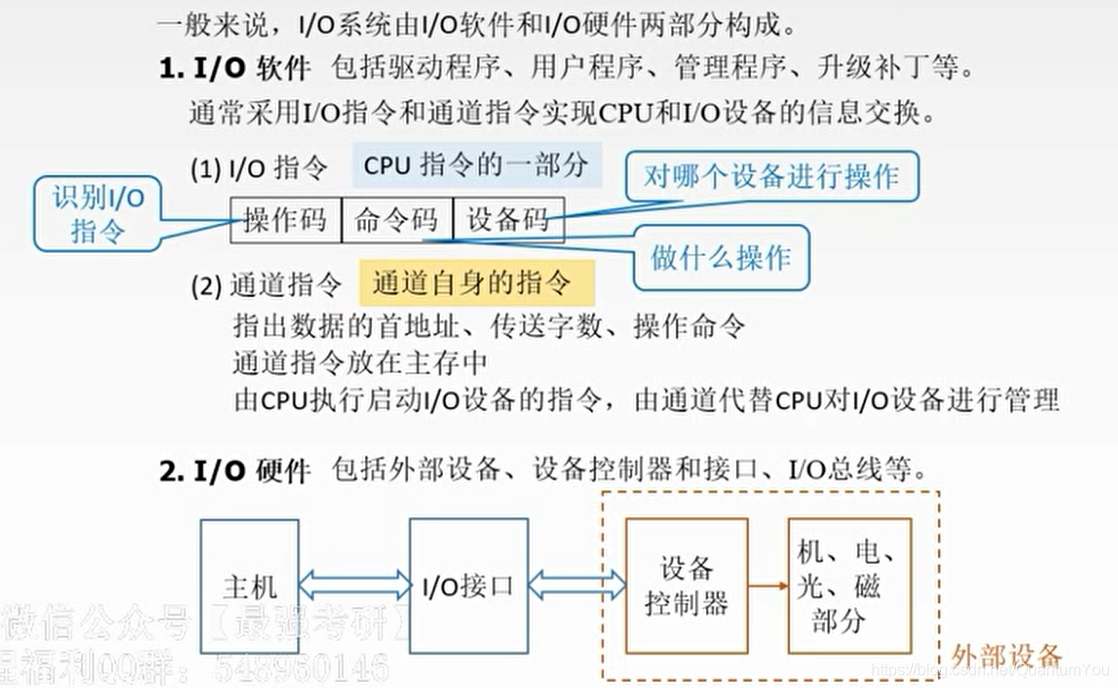 一般来说，I/O系统由I/O软件和I/O硬件两部分构成。
1. I/O 软件 包括驱动程序、用户程序、管理程序、升级补丁等。
通常采用I/O指令和通道指令实现CPU和I/O设备的信息交换。
(1) I/O 指令 CPU 指令的一部分
对哪个设备进行操作
识别I/O
指令
操作码 命令码 设备码
做什么操作
(2) 通道指令 通道自身的指令
指出数据的首地址、传送字数、操作命令
通道指令放在主存中
由CPU执行启动I/O设备的指令，由通道代替CPU对I/O设备进行管理
2. I/O 硬件 包括外部设备、设备控制器和接口、I/O总线等。
主机
I/O接口
设备
控制器
机、电、
光、磁
部分
外部设备
微信公众号【最强考研】
福利QQ群：548960146
https://blog.csdn.net/QuantumYou